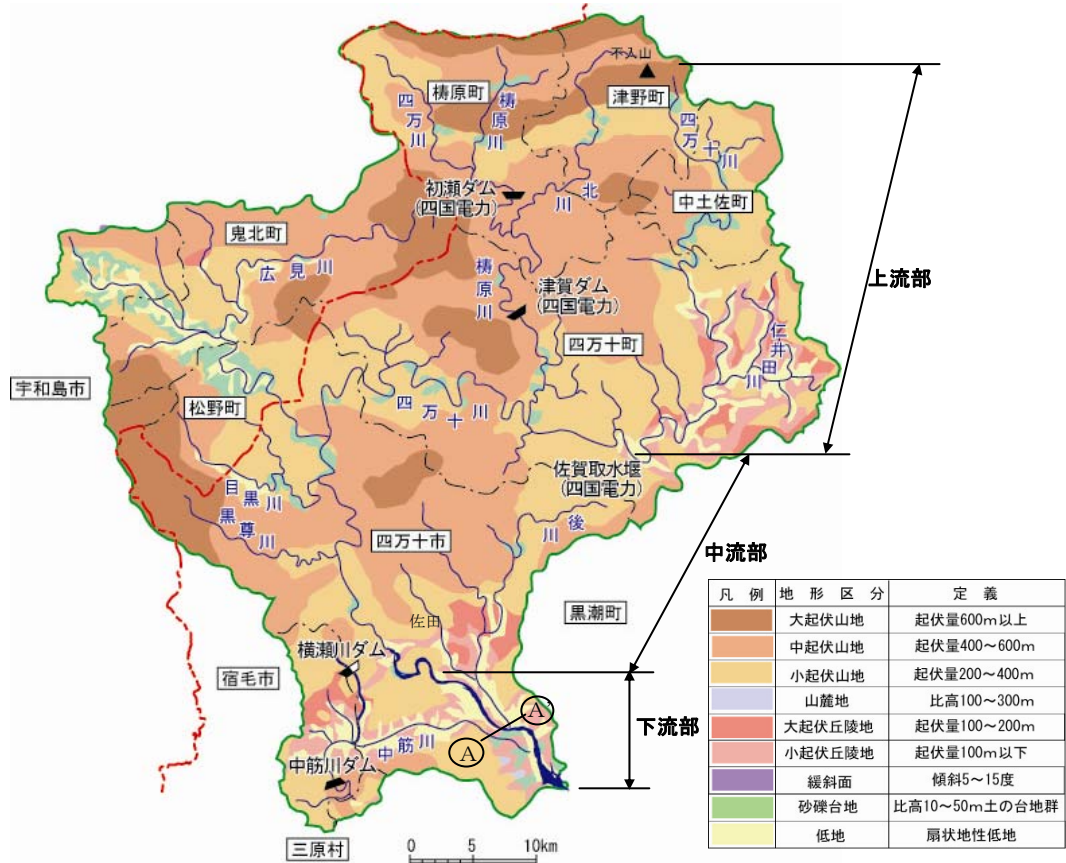 不入山
梼原町
津野町
四万川
梼原川
四万十川
初瀬ダム
(四国電力)
北川
中土佐町
鬼北町
広見川
梼原川
津賀ダム
(四国電力)
上流部
四万十町
仁井田川
宇和島市
松野町
四万十川
佐賀取水堰
(四国電力)
目黒川
黒尊川
後川
四万十市
中流部
黒潮町
佐田
横瀬川ダム
宿毛市
下流部
A
A
中筋川
中筋川ダム
三原村
0 5 10km
凡例 地形区分 定義
大起伏山地 起伏量600m以上
中起伏山地 起伏量400~600m
小起伏山地 起伏量200~400m
山麓地 比高100~300m
大起伏丘陵地 起伏量100~200m
小起伏丘陵地 起伏量100m以下
緩斜面 傾斜5~15度
砂礫台地 比高10~50m土の台地群
低地 扇状地性低地